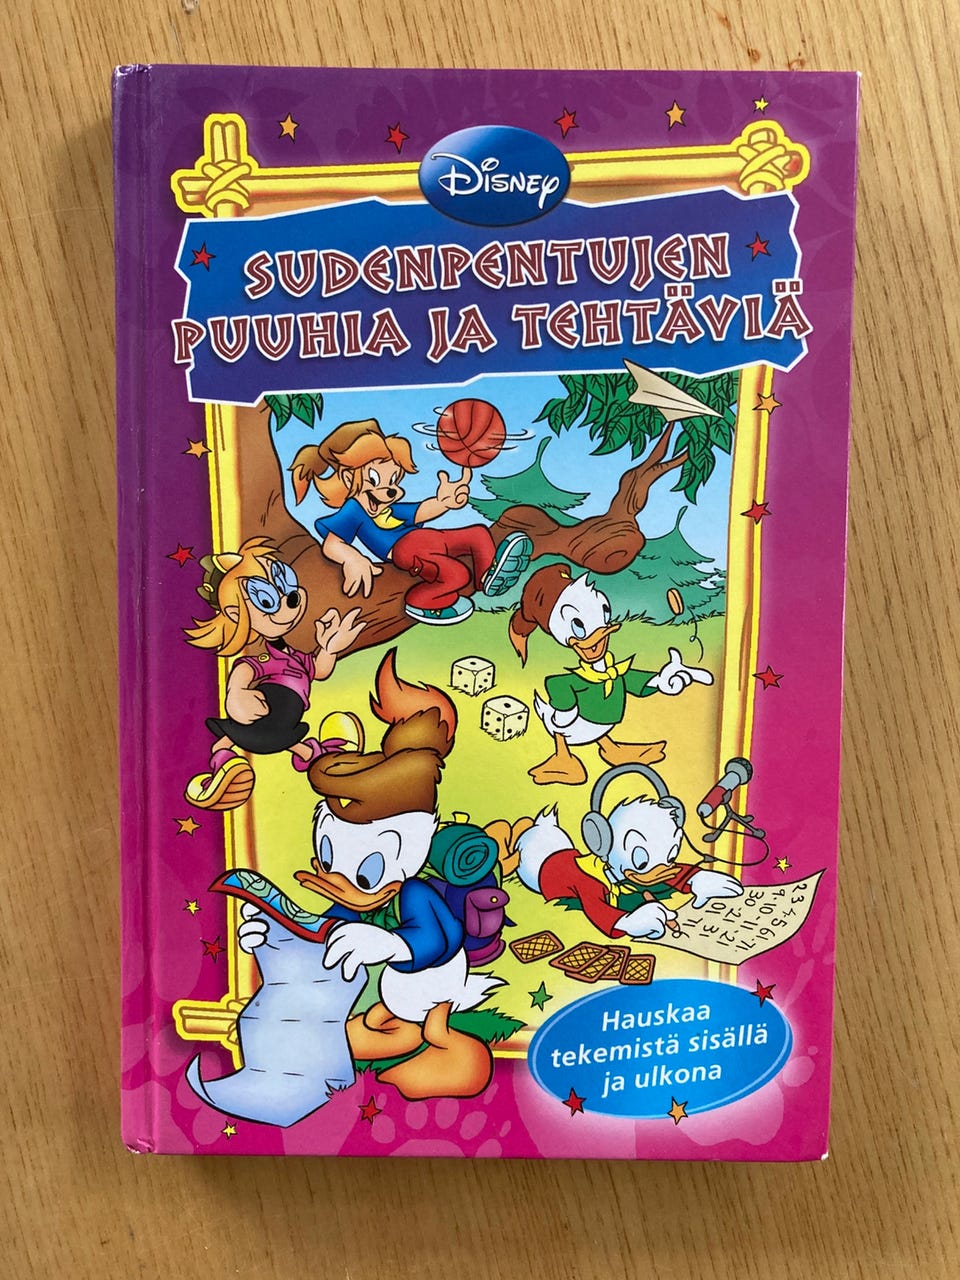 Disney
SUDENPENTUJEN
PUUHIA JA TEHTÄVIÄ
Hauskaa
tekemistä sisällä
ja ulkona